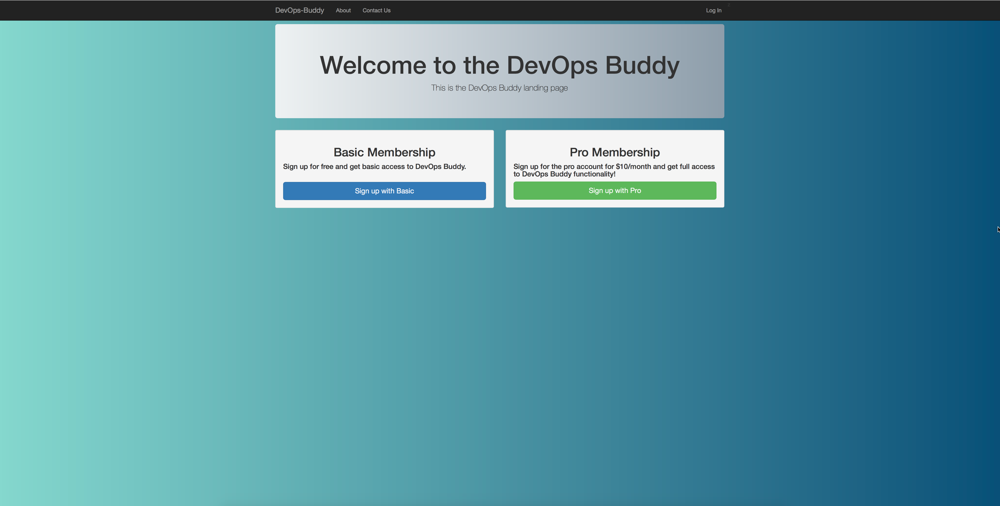 DevOps-Buddy About Contact Us Log In z
Welcome to the DevOps Buddy
This is the DevOps Buddy landing page
Basic Membership
Sign up for free and get basic access to DevOps Buddy.
Sign up with Basic
Pro Membership
Sign up for the pro account for $10/month and get full access
to DevOps Buddy functionality!
Sign up with Pro